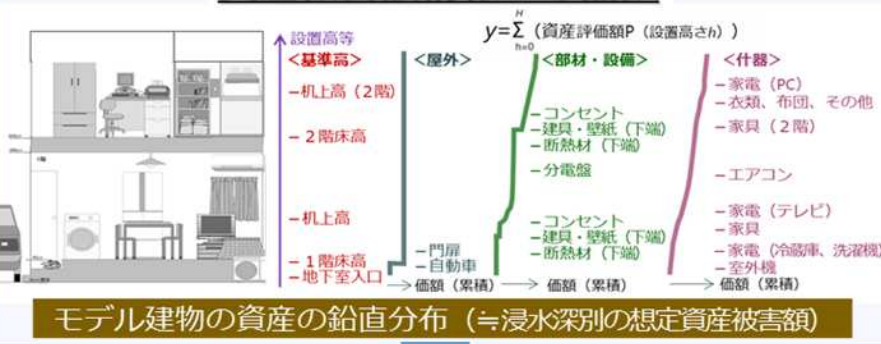 y=Σ（資産評価額P（設置高さh））
H
h=0
設置高等
＜基準高＞
－机上高（２階）
－２階床高
－机上高
－１階床高
－地下室入口
＜屋外＞
－門扉
－自動車
価額（累積）
＜部材・設備＞
－コンセント
－建具・壁紙（下端）
－断熱材（下端）
－分電盤
－コンセント
－建具・壁紙（下端）
－断熱材（下端）
価額（累積）
＜什器＞
－家電（PC）
－衣類、布団、その他
－家具（２階）
－エアコン
－家電（テレビ）
－家具
－家電（冷蔵庫、洗濯機）
－室外機
価額（累積）
モデル建物の資産の鉛直分布（≒浸水深別の想定資産被害額）